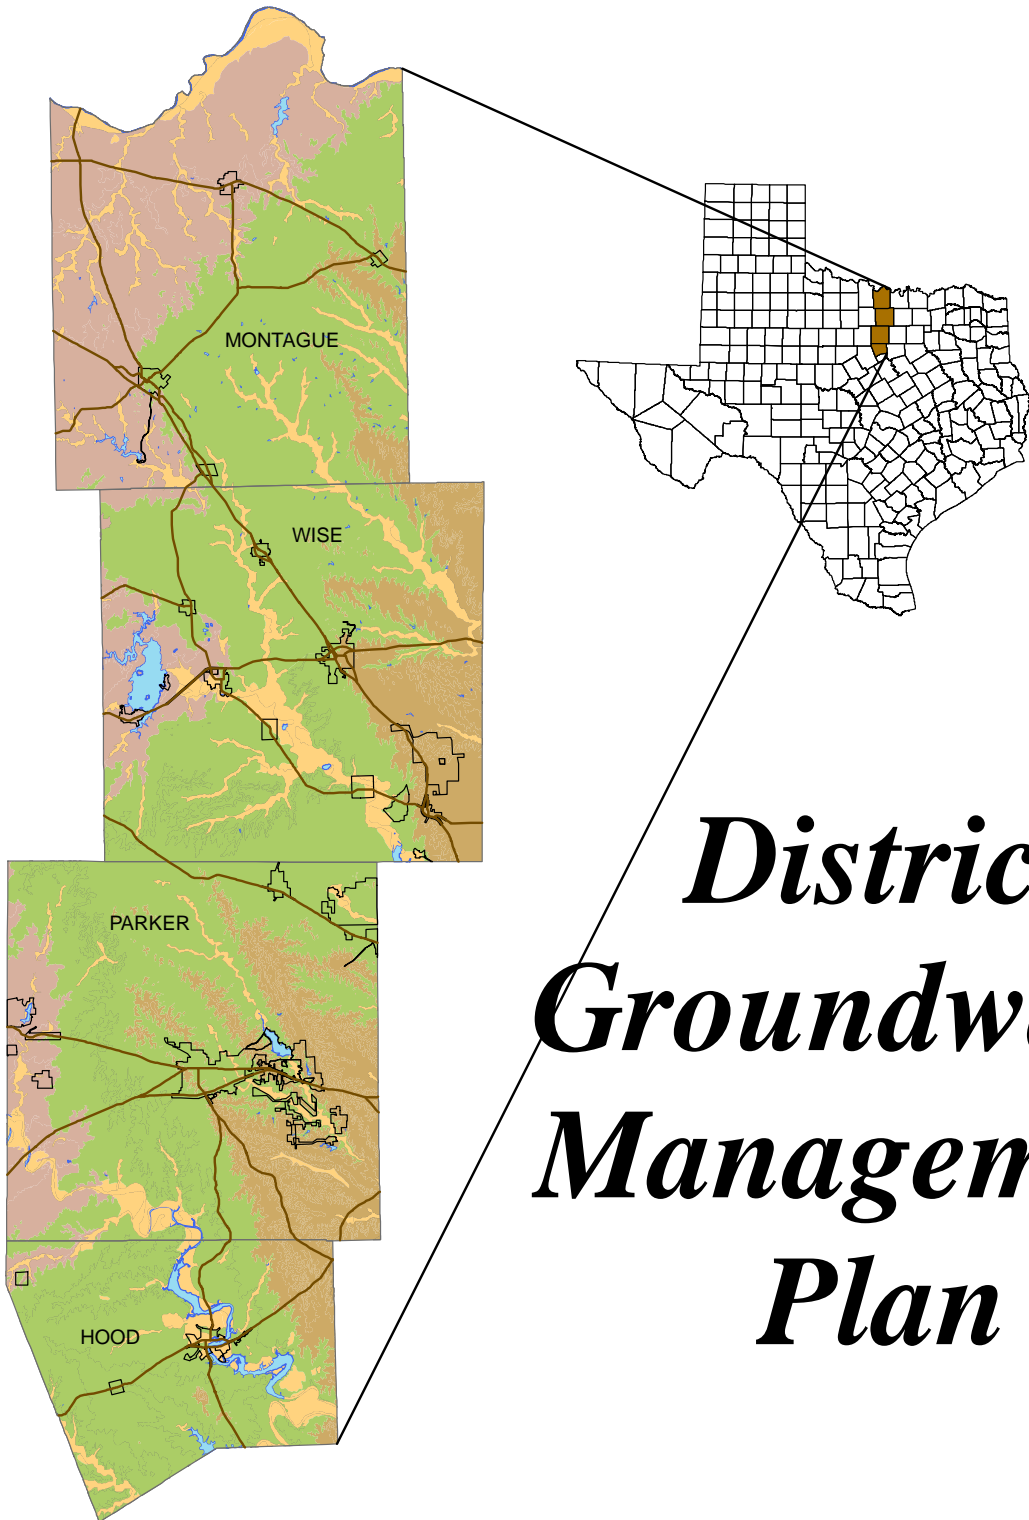 MONTAGUE
WISE
PARKER
HOOD
Distric
Groundw
Managem
Plan